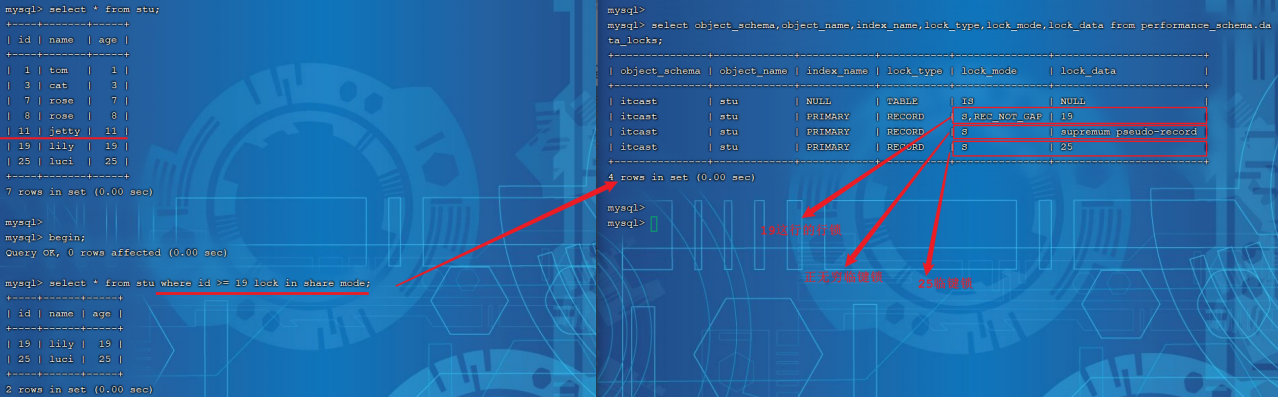 mysql> select * from stu;
+----+-------+-----+
| id | name  | age |
+----+-------+-----+
|  1 | tom   |   1 |
|  3 | cat   |   3 |
|  7 | rose  |   7 |
|  8 | rose  |   8 |
| 11 | jetty |  11 |
| 19 | lily  |  19 |
| 25 | luci  |  25 |
+----+-------+-----+
7 rows in set (0.00 sec)
mysql>
mysql> begin;
Query OK, 0 rows affected (0.00 sec)
mysql> select * from stu where id >= 19 lock in share mode;
+----+------+-----+
| id | name | age |
+----+------+-----+
| 19 | lily |  19 |
| 25 | luci |  25 |
+----+------+-----+
2 rows in set (0.00 sec)
mysql>
mysql> select object_schema,object_name,index_name,lock_type,lock_mode,lock_data from performance_schema.da
ta_locks;
+---------------+-------------+------------+-----------+---------------+------------------------+
| object_schema | object_name | index_name | lock_type | lock_mode     | lock_data              |
+---------------+-------------+------------+-----------+---------------+------------------------+
| itcast        | stu         | NULL       | TABLE     | IS            | NULL                   |
| itcast        | stu         | PRIMARY    | RECORD    | S,REC_NOT_GAP | 19                     |
| itcast        | stu         | PRIMARY    | RECORD    | S             | supremum pseudo-record |
| itcast        | stu         | PRIMARY    | RECORD    | S             | 25                     |
+---------------+-------------+------------+-----------+---------------+------------------------+
4 rows in set (0.00 sec)
mysql>
mysql>
19这行的行锁
正无穷临键锁
25临键锁